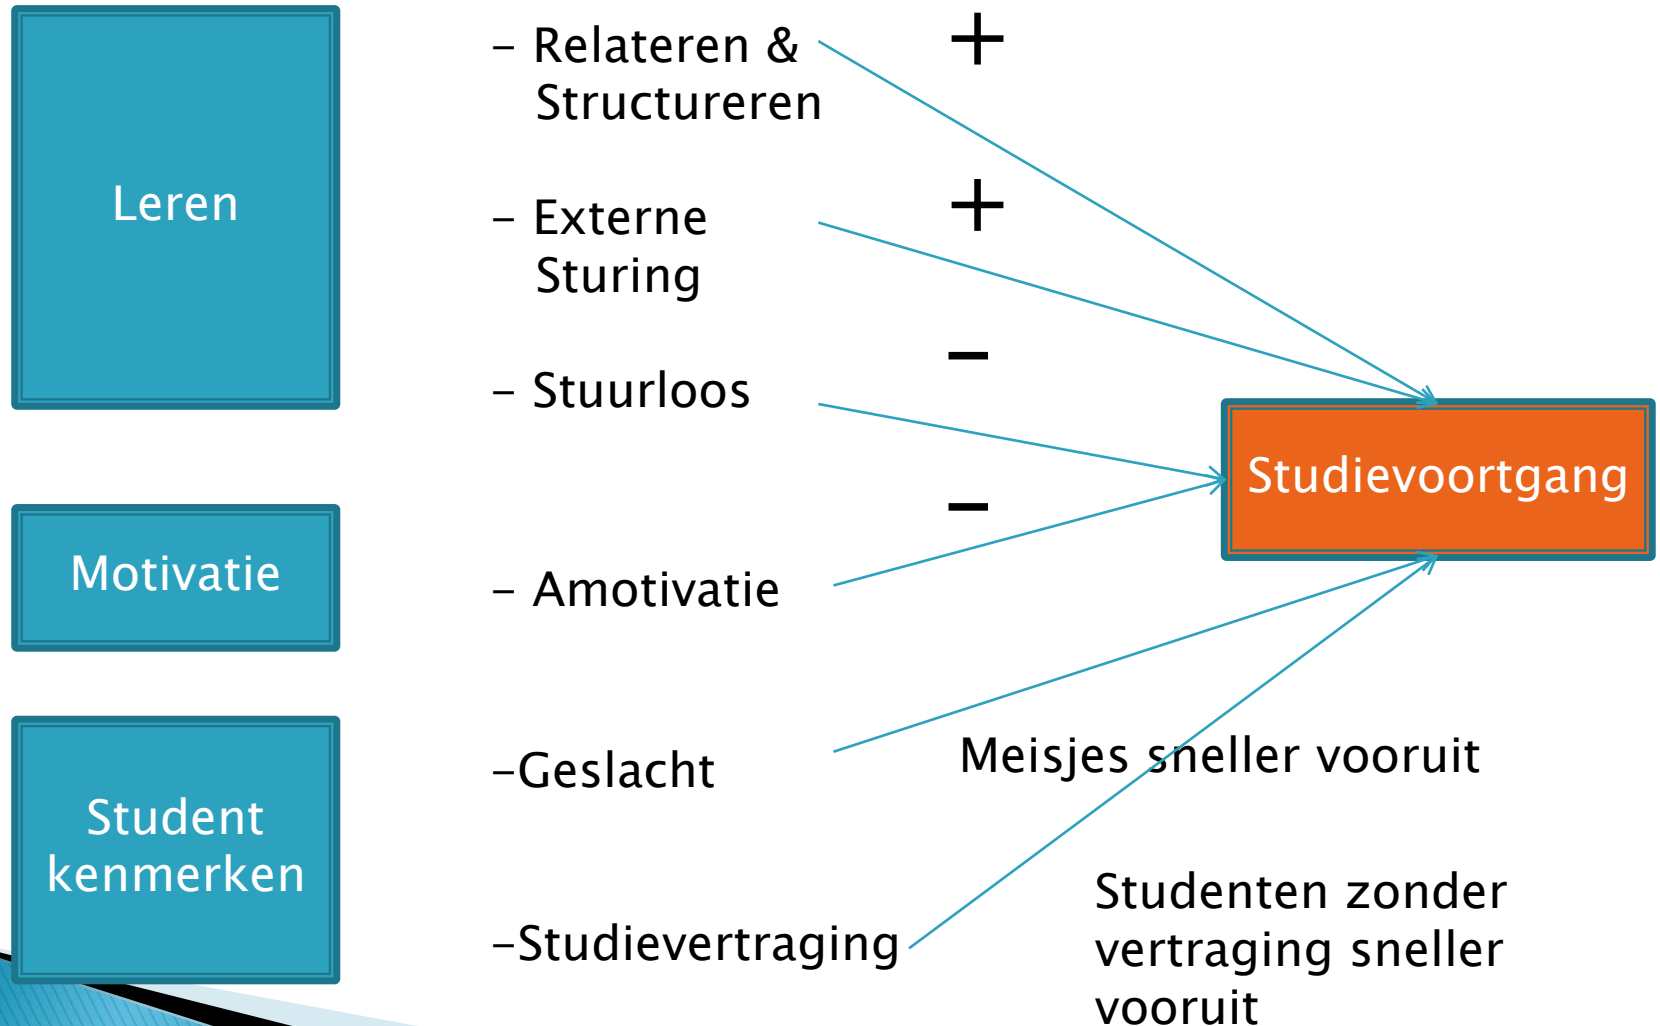 Leren
– Relateren &
Structureren
+
– Externe
Sturing
+
– Stuurloos
–
Motivatie
– Amotivatie
–
Studievoortgang
Student
kenmerken
–Geslacht
Meisjes sneller vooruit
–Studievertraging
Studenten zonder
vertraging sneller
vooruit